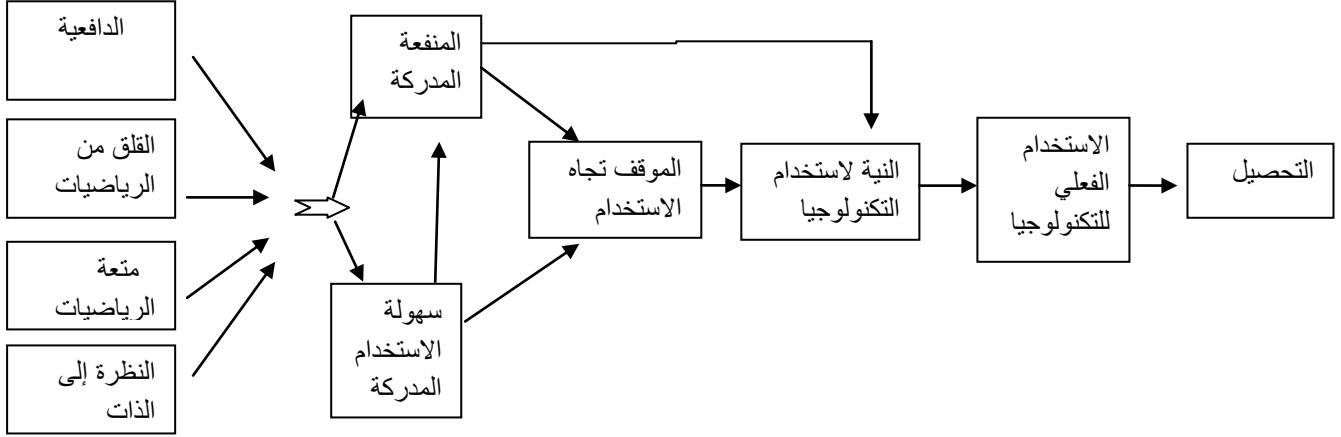 الدافعية
القلق من
الرياضيات
متعة
الرياضيات
النظرة إلى
الذات
المنفعة
المدركة
سهولة
الاستخدام
المدركة
الموقف تجاه
الاستخدام
النية لاستخدام
التكنولوجيا
الاستخدام
الفعلي
للتكنولوجيا
التحصيل